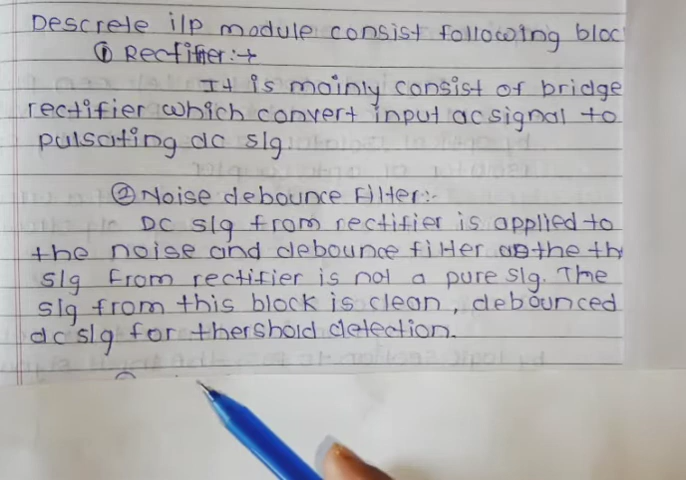 Descrete i/p module consist following bloc
① Rectifier:→
It is mainly consist of bridge
rectifier which convert input ac signal to
pulsating dc slg
② Noise debounce Filter:-
DC slg from rectifier is applied to
the noise and debounce filter as the th
slg from rectifier is not a pure slg. The
slg from this block is clean, debounced
dc slg for thershold detection.